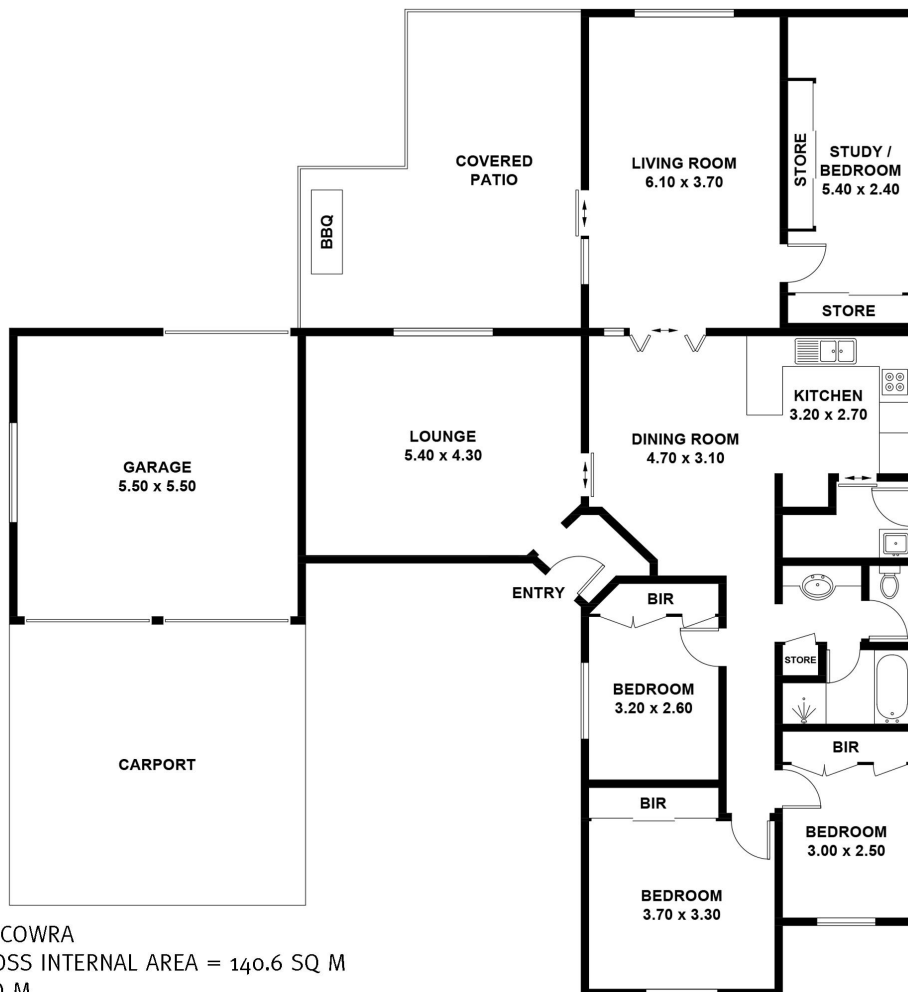 COVERED
PATIO
BBQ
LIVING ROOM
6.10 x 3.70
STORE
STUDY /
BEDROOM
5.40 x 2.40
STORE
GARAGE
5.50 x 5.50
LOUNGE
5.40 x 4.30
DINING ROOM
4.70 x 3.10
KITCHEN
3.20 x 2.70
ENTRY
BIR
BEDROOM
3.20 x 2.60
STORE
CARPORT
BIR
BIR
BEDROOM
3.00 x 2.50
BEDROOM
3.70 x 3.30
COWRA
OSS INTERNAL AREA = 140.6 SQ M